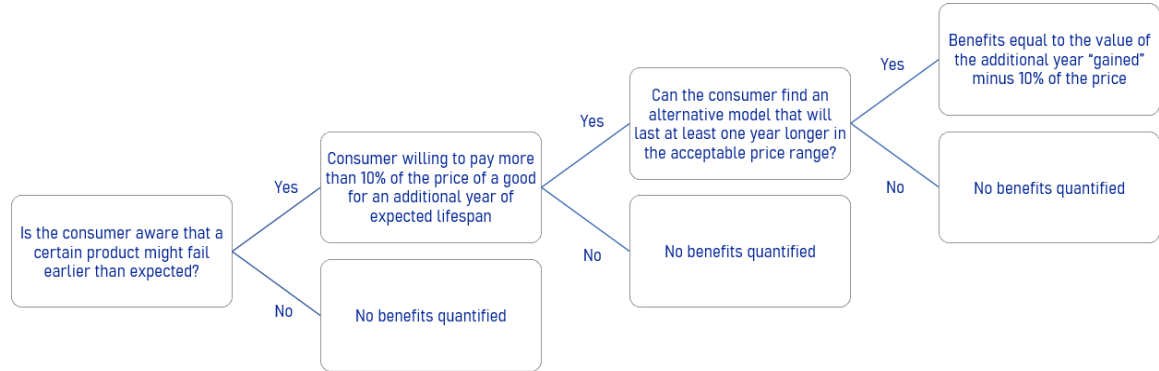 Is the consumer aware that a
certain product might fail
earlier than expected?
Yes
No
Consumer willing to pay more
than 10% of the price of a good
for an additional year of
expected lifespan
No benefits quantified
Yes
No
Can the consumer find an
alternative model that will
last at least one year longer in
the acceptable price range?
No benefits quantified
Yes
No
Benefits equal to the value of
the additional year “gained”
minus 10% of the price
No benefits quantified